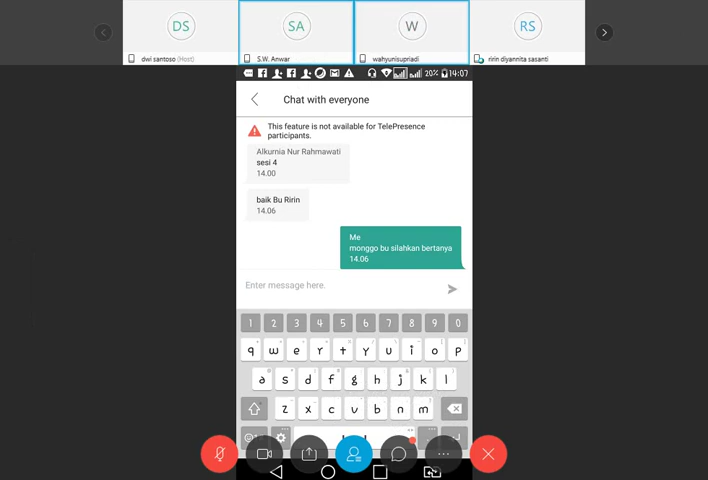 DS
SA
W
RS
dwi santoso (Host)
S.W. Anwar
wahyunisupriadi
ririn diyannita sasanti
20% 14:07
Chat with everyone
This feature is not available for TelePresence
participants.
Alkurnia Nur Rahmawati
sesi 4
14.00
baik Bu Ririn
14.06
Me
monggo bu silahkan bertanya
14.06
Enter message here.
1 2 3 4 5 6 7 8 9 0
q w e r t y u i o p
a s d f g h j k l
z x c v b n m